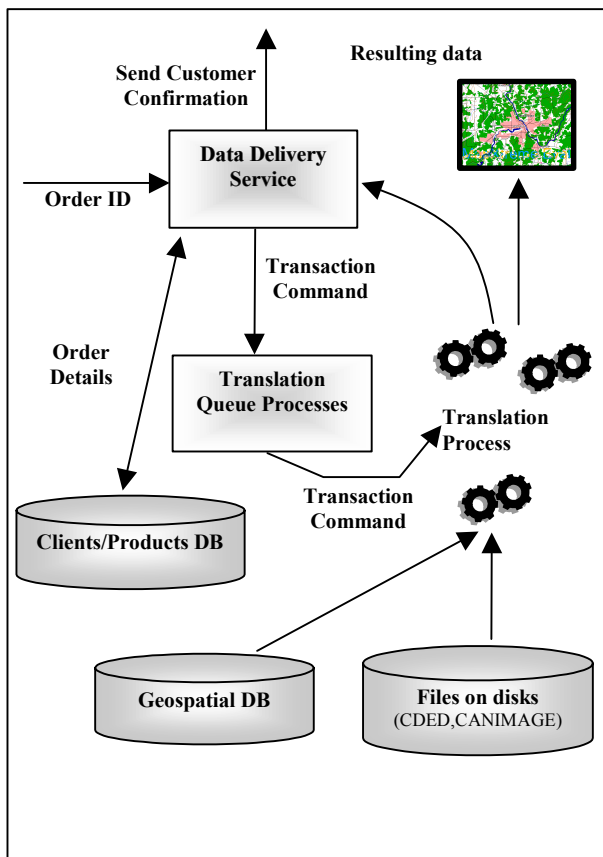 Resulting data
Send Customer
Confirmation
Data Delivery
Service
Order ID
Transaction
Command
Order
Details
Translation
Queue Processes
Translation
Process
Transaction
Command
Clients/Products DB
Geospatial DB
Files on disks
(CDED,CANIMAGE)